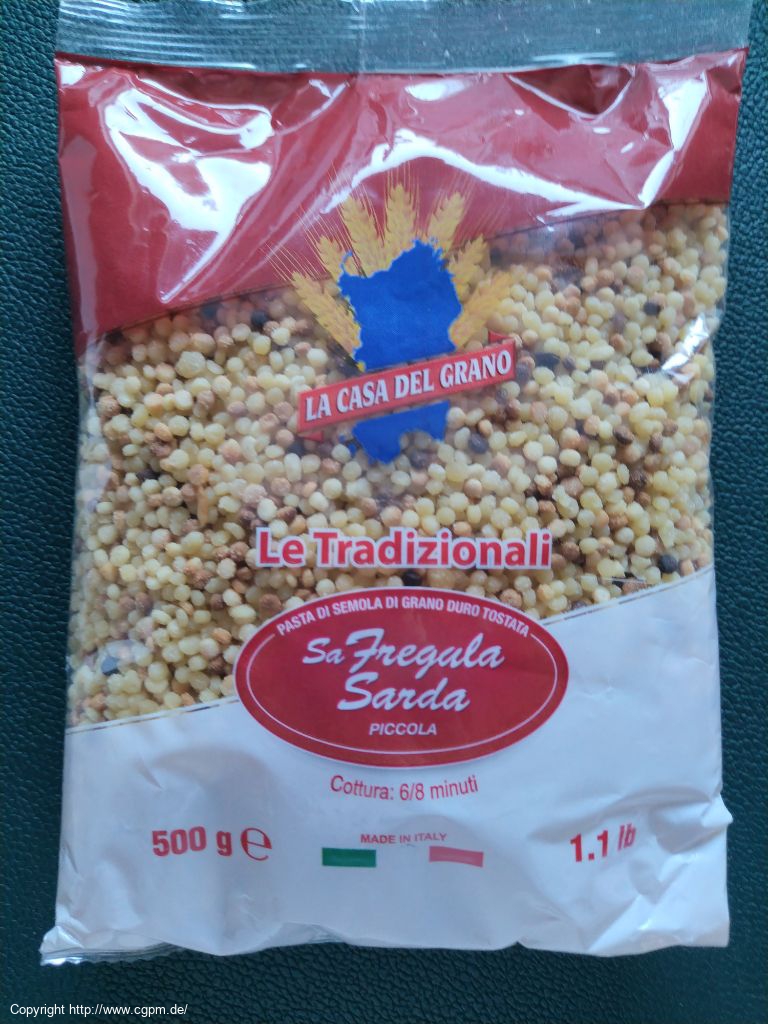 LA CASA DEL GRANO
Le Tradizionali
PASTA DI SEMOLA DI GRANO DURO TOSTATA
Sa Fregula
Sarda
PICCOLA
Cottura: 6/8 minuti
500 g ℮
MADE IN ITALY
1.1 lb
Copyright http://www.cgpm.de/